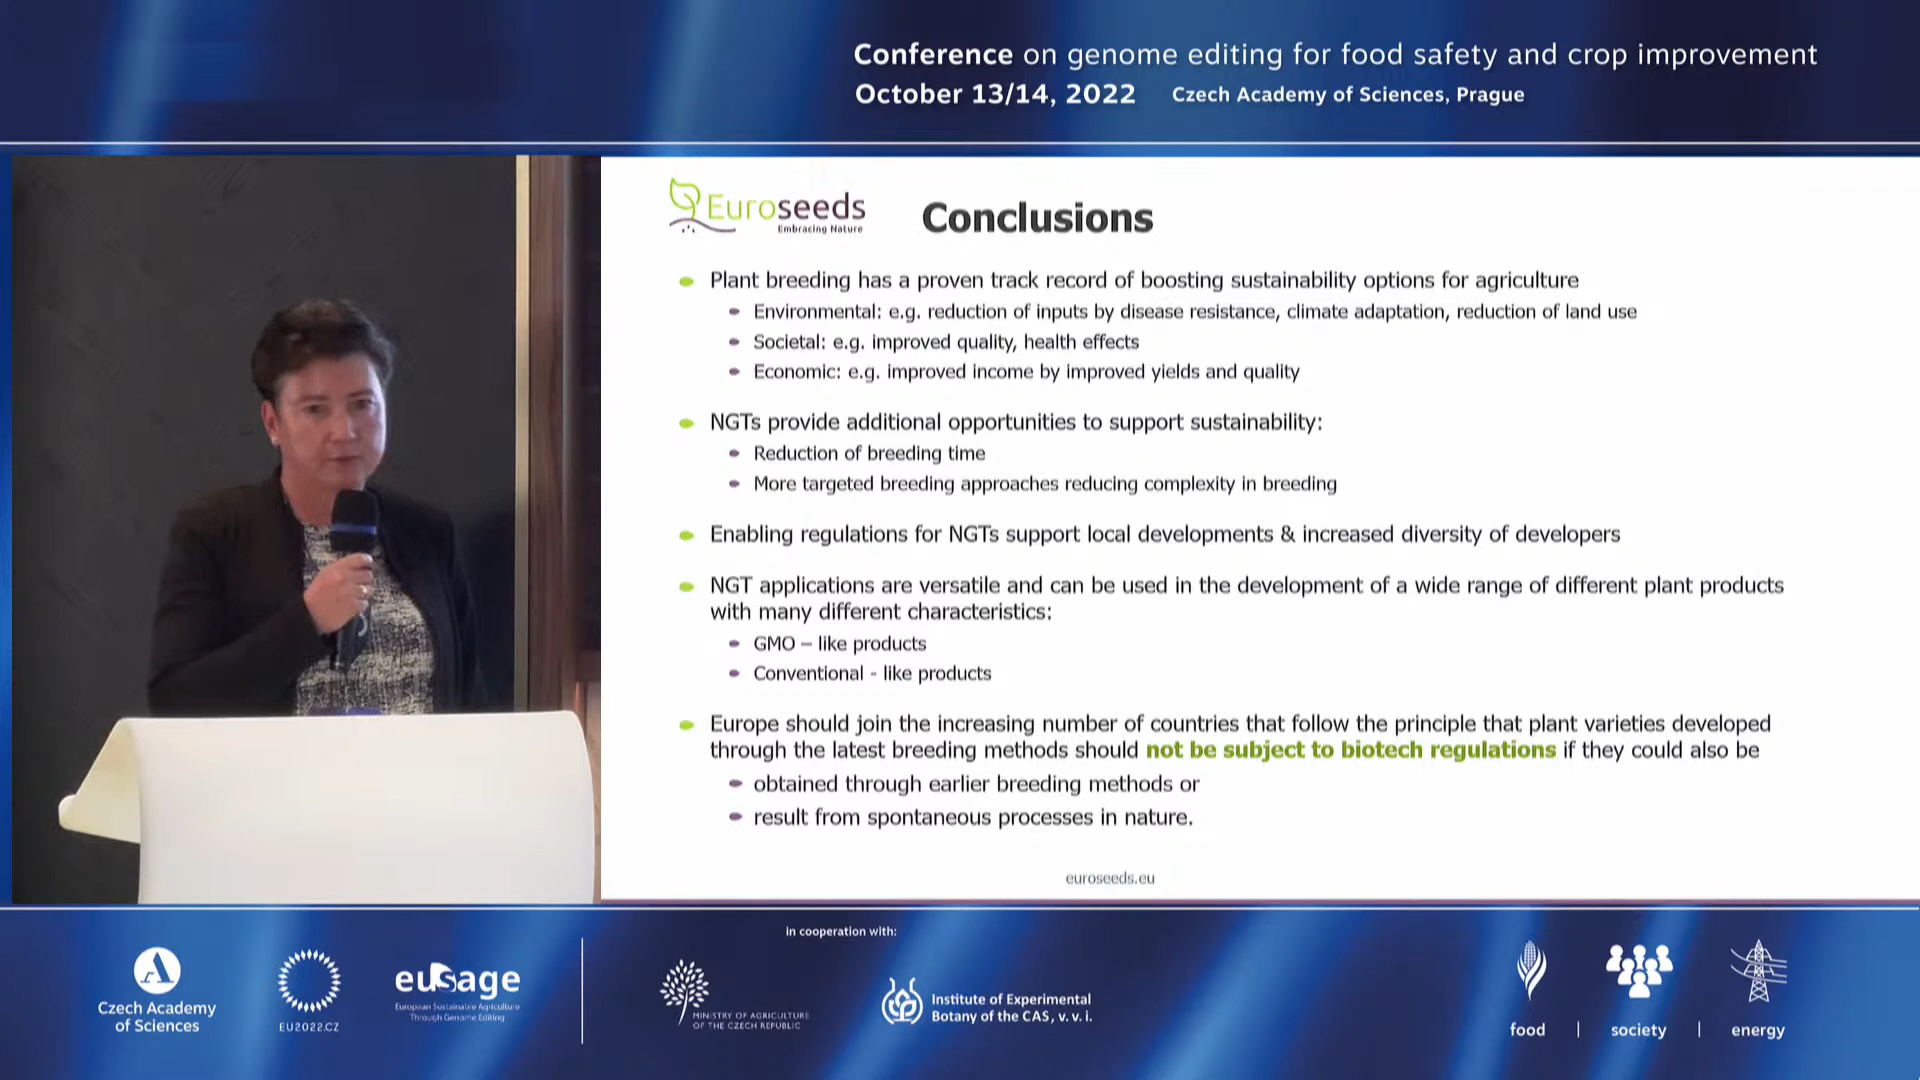 Conference on genome editing for food safety and crop improvement
October 13/14, 2022 Czech Academy of Sciences, Prague
Euroseeds
Embracing Nature
Conclusions
Plant breeding has a proven track record of boosting sustainability options for agriculture
Environmental: e.g. reduction of inputs by disease resistance, climate adaptation, reduction of land use
Societal: e.g. improved quality, health effects
Economic: e.g. improved income by improved yields and quality
NGTs provide additional opportunities to support sustainability:
Reduction of breeding time
More targeted breeding approaches reducing complexity in breeding
Enabling regulations for NGTs support local developments & increased diversity of developers
NGT applications are versatile and can be used in the development of a wide range of different plant products
with many different characteristics:
GMO – like products
Conventional - like products
Europe should join the increasing number of countries that follow the principle that plant varieties developed
through the latest breeding methods should not be subject to biotech regulations if they could also be
obtained through earlier breeding methods or
result from spontaneous processes in nature.
euroseeds.eu
in cooperation with:
Czech Academy
of Sciences
EU2022.CZ
eusage
European Sustainable Agriculture
Through Genome Editing
MINISTRY OF AGRICULTURE
OF THE CZECH REPUBLIC
Institute of Experimental
Botany of the CAS, v. v. i.
food | society | energy